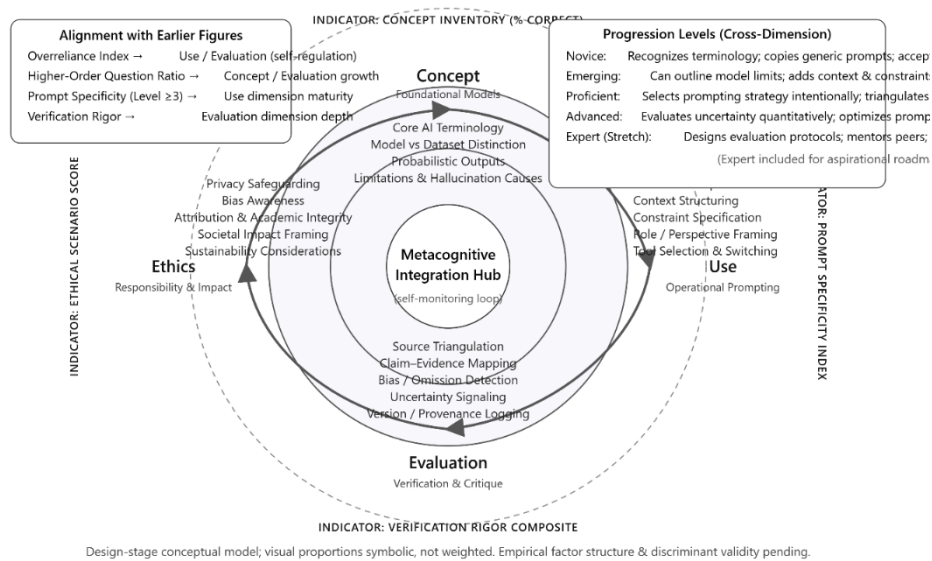 INDICATOR: CONCEPT INVENTORY (% CORRECT)
Alignment with Earlier Figures
Overreliance Index → Use / Evaluation (self-regulation)
Higher-Order Question Ratio → Concept / Evaluation growth
Prompt Specificity (Level ≥3) → Use dimension maturity
Verification Rigor → Evaluation dimension depth
Progression Levels (Cross-Dimension)
Novice: Recognizes terminology; copies generic prompts;
Emerging: Can outline model limits; adds context &
Proficient: Selects prompting strategy intentionally; triangulates
Advanced: Evaluates uncertainty quantitatively; optimizes
Expert (Stretch): Designs evaluation protocols; mentors peers;
(Expert included for aspirational
Concept
Foundational Models
Core AI Terminology
Model vs Dataset Distinction
Probabilistic Outputs
Limitations & Hallucination Causes
INDICATOR: ETHICAL SCENARIO SCORE
Privacy Safeguarding
Bias Awareness
Attribution & Academic Integrity
Societal Impact Framing
Sustainability Considerations
Ethics
Responsibility & Impact
Metacognitive
Integration Hub
(self-monitoring loop)
Context Structuring
Constraint Specification
Role / Perspective Framing
Tool Selection & Switching
Use
Operational Prompting
PROMPT SPECIFICITY INDEX
Source Triangulation
Claim–Evidence Mapping
Bias / Omission Detection
Uncertainty Signaling
Version / Provenance Logging
Evaluation
Verification & Critique
INDICATOR: VERIFICATION RIGOR COMPOSITE
Design-stage conceptual model; visual proportions symbolic, not weighted. Empirical factor structure & discriminant validity pending.